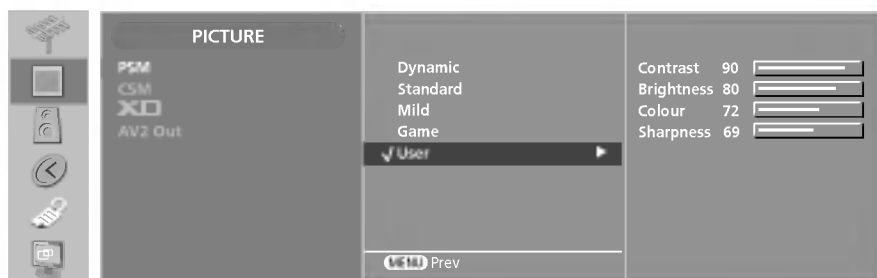 PICTURE
PSM
CSM
XD
AV2 Out
Dynamic
Standard
Mild
Game
√ User
MENU Prev
Contrast 90
Brightness 80
Colour 72
Sharpness 69